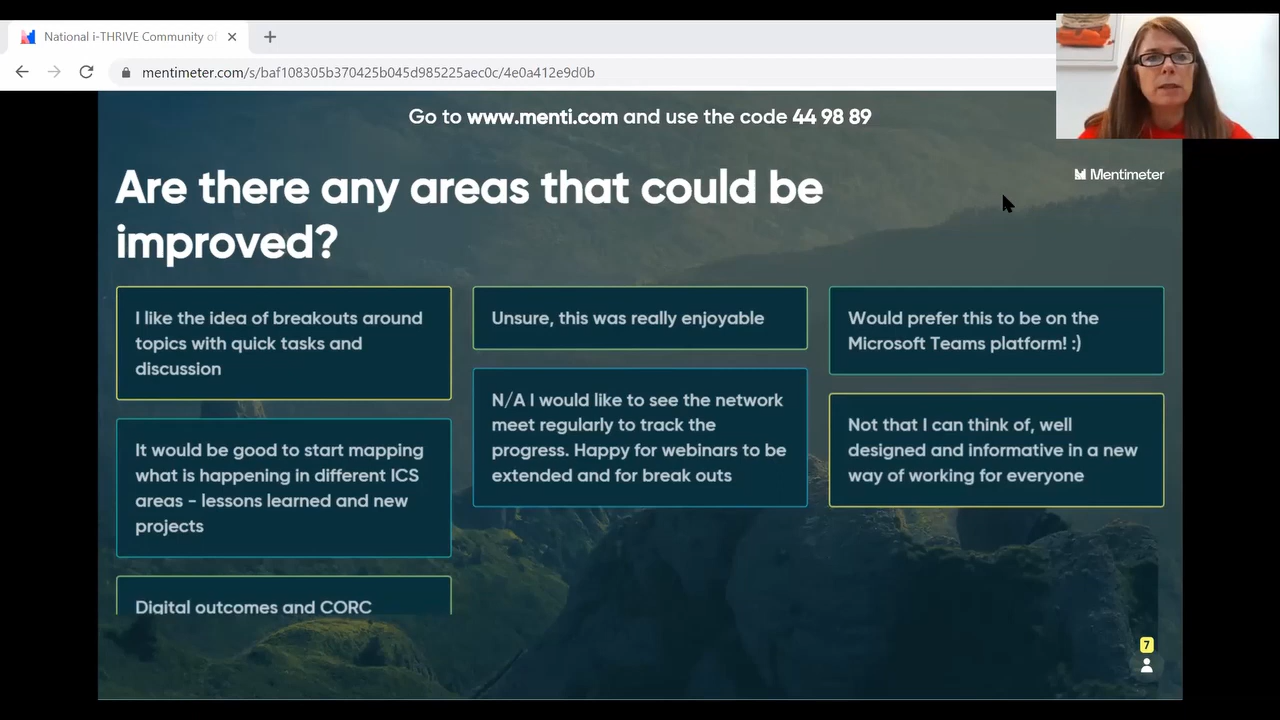 National i-THRIVE Community of
mentimeter.com/s/baf108305b370425b045d985225aec0c/4e0a412e9d0b
Go to www.menti.com and use the code 44 98 89
Mentimeter
Are there any areas that could be
improved?
I like the idea of breakouts around
topics with quick tasks and
discussion
It would be good to start mapping
what is happening in different ICS
areas - lessons learned and new
projects
Digital outcomes and CORC
Unsure, this was really enjoyable
N/A I would like to see the network
meet regularly to track the
progress. Happy for webinars to be
extended and for break outs
Would prefer this to be on the
Microsoft Teams platform! :)
Not that I can think of, well
designed and informative in a new
way of working for everyone
7